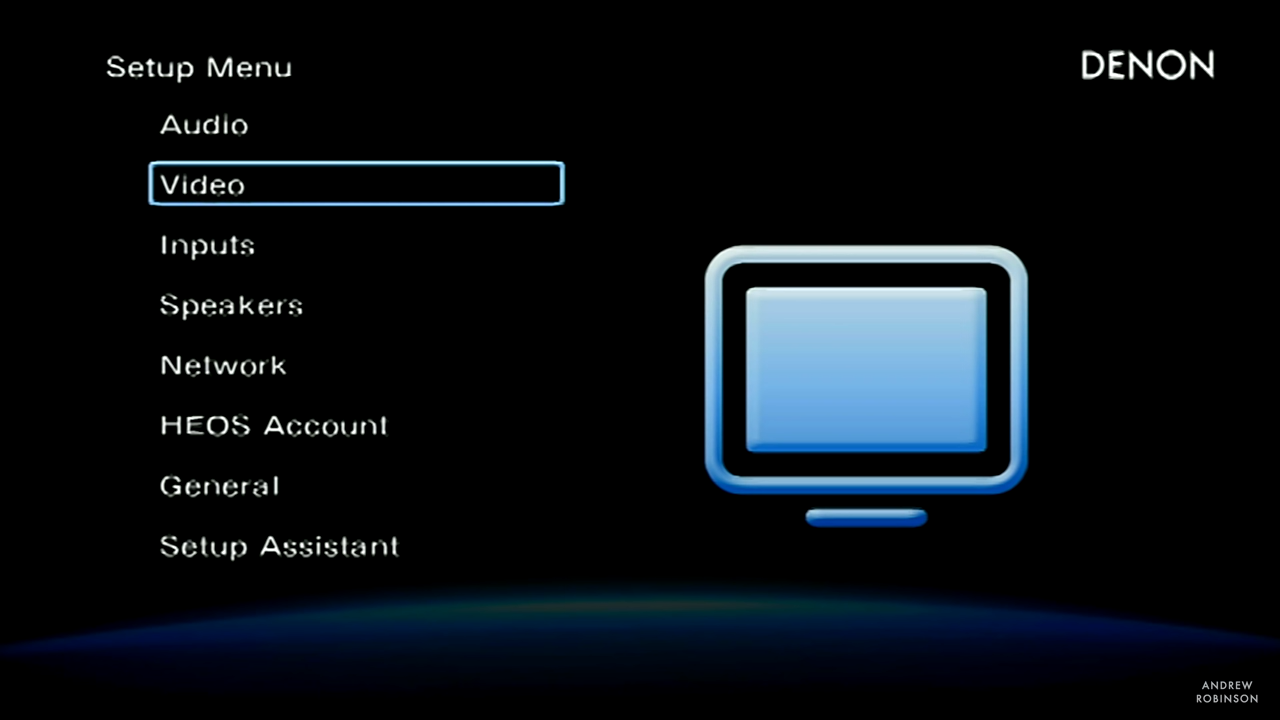 Setup Menu
DENON
Audio
Video
Inputs
Speakers
Network
HEOS Account
General
Setup Assistant
ANDREW
ROBINSON